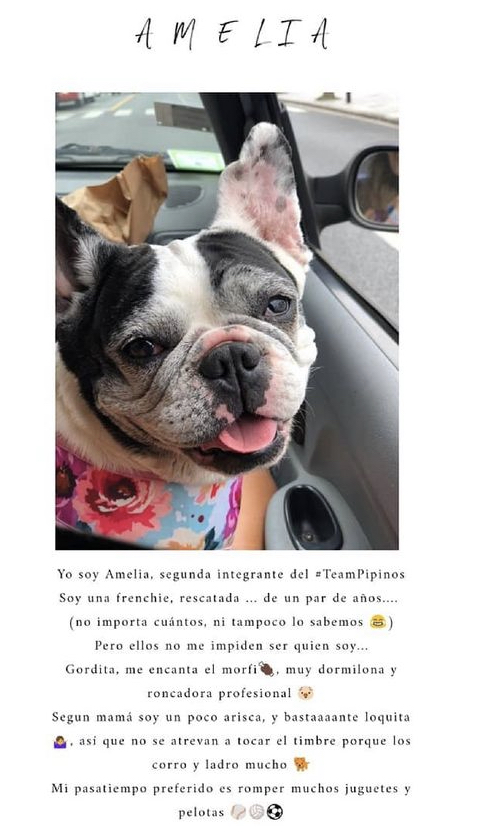 AMELIA
Yo soy Amelia, segunda integrante del #TeamPipinos
Soy una frenchie, rescatada ... de un par de años....
(no importa cuántos, ni tampoco lo sabemos 😂)
Pero ellos no me impiden ser quien soy...
Gordita, me encanta el morfi🍗, muy dormilona y
roncadora profesional 🐷
Segun mamá soy un poco arisca, y bastaaaante loquita
🤷‍♀️, así que no se atrevan a tocar el timbre porque los
corro y ladro mucho 🐕
Mi pasatiempo preferido es romper muchos juguetes y
pelotas ⚾🏐⚽